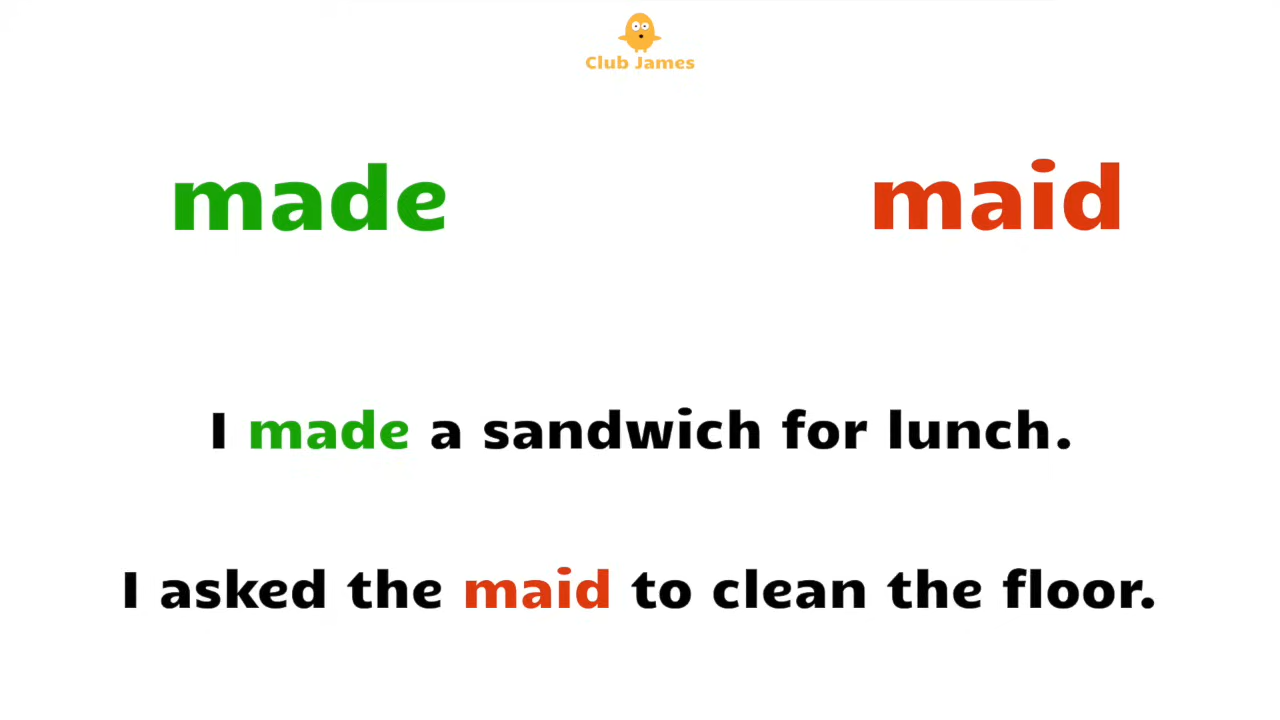 Club James
made maid
I made a sandwich for lunch.
I asked the maid to clean the floor.